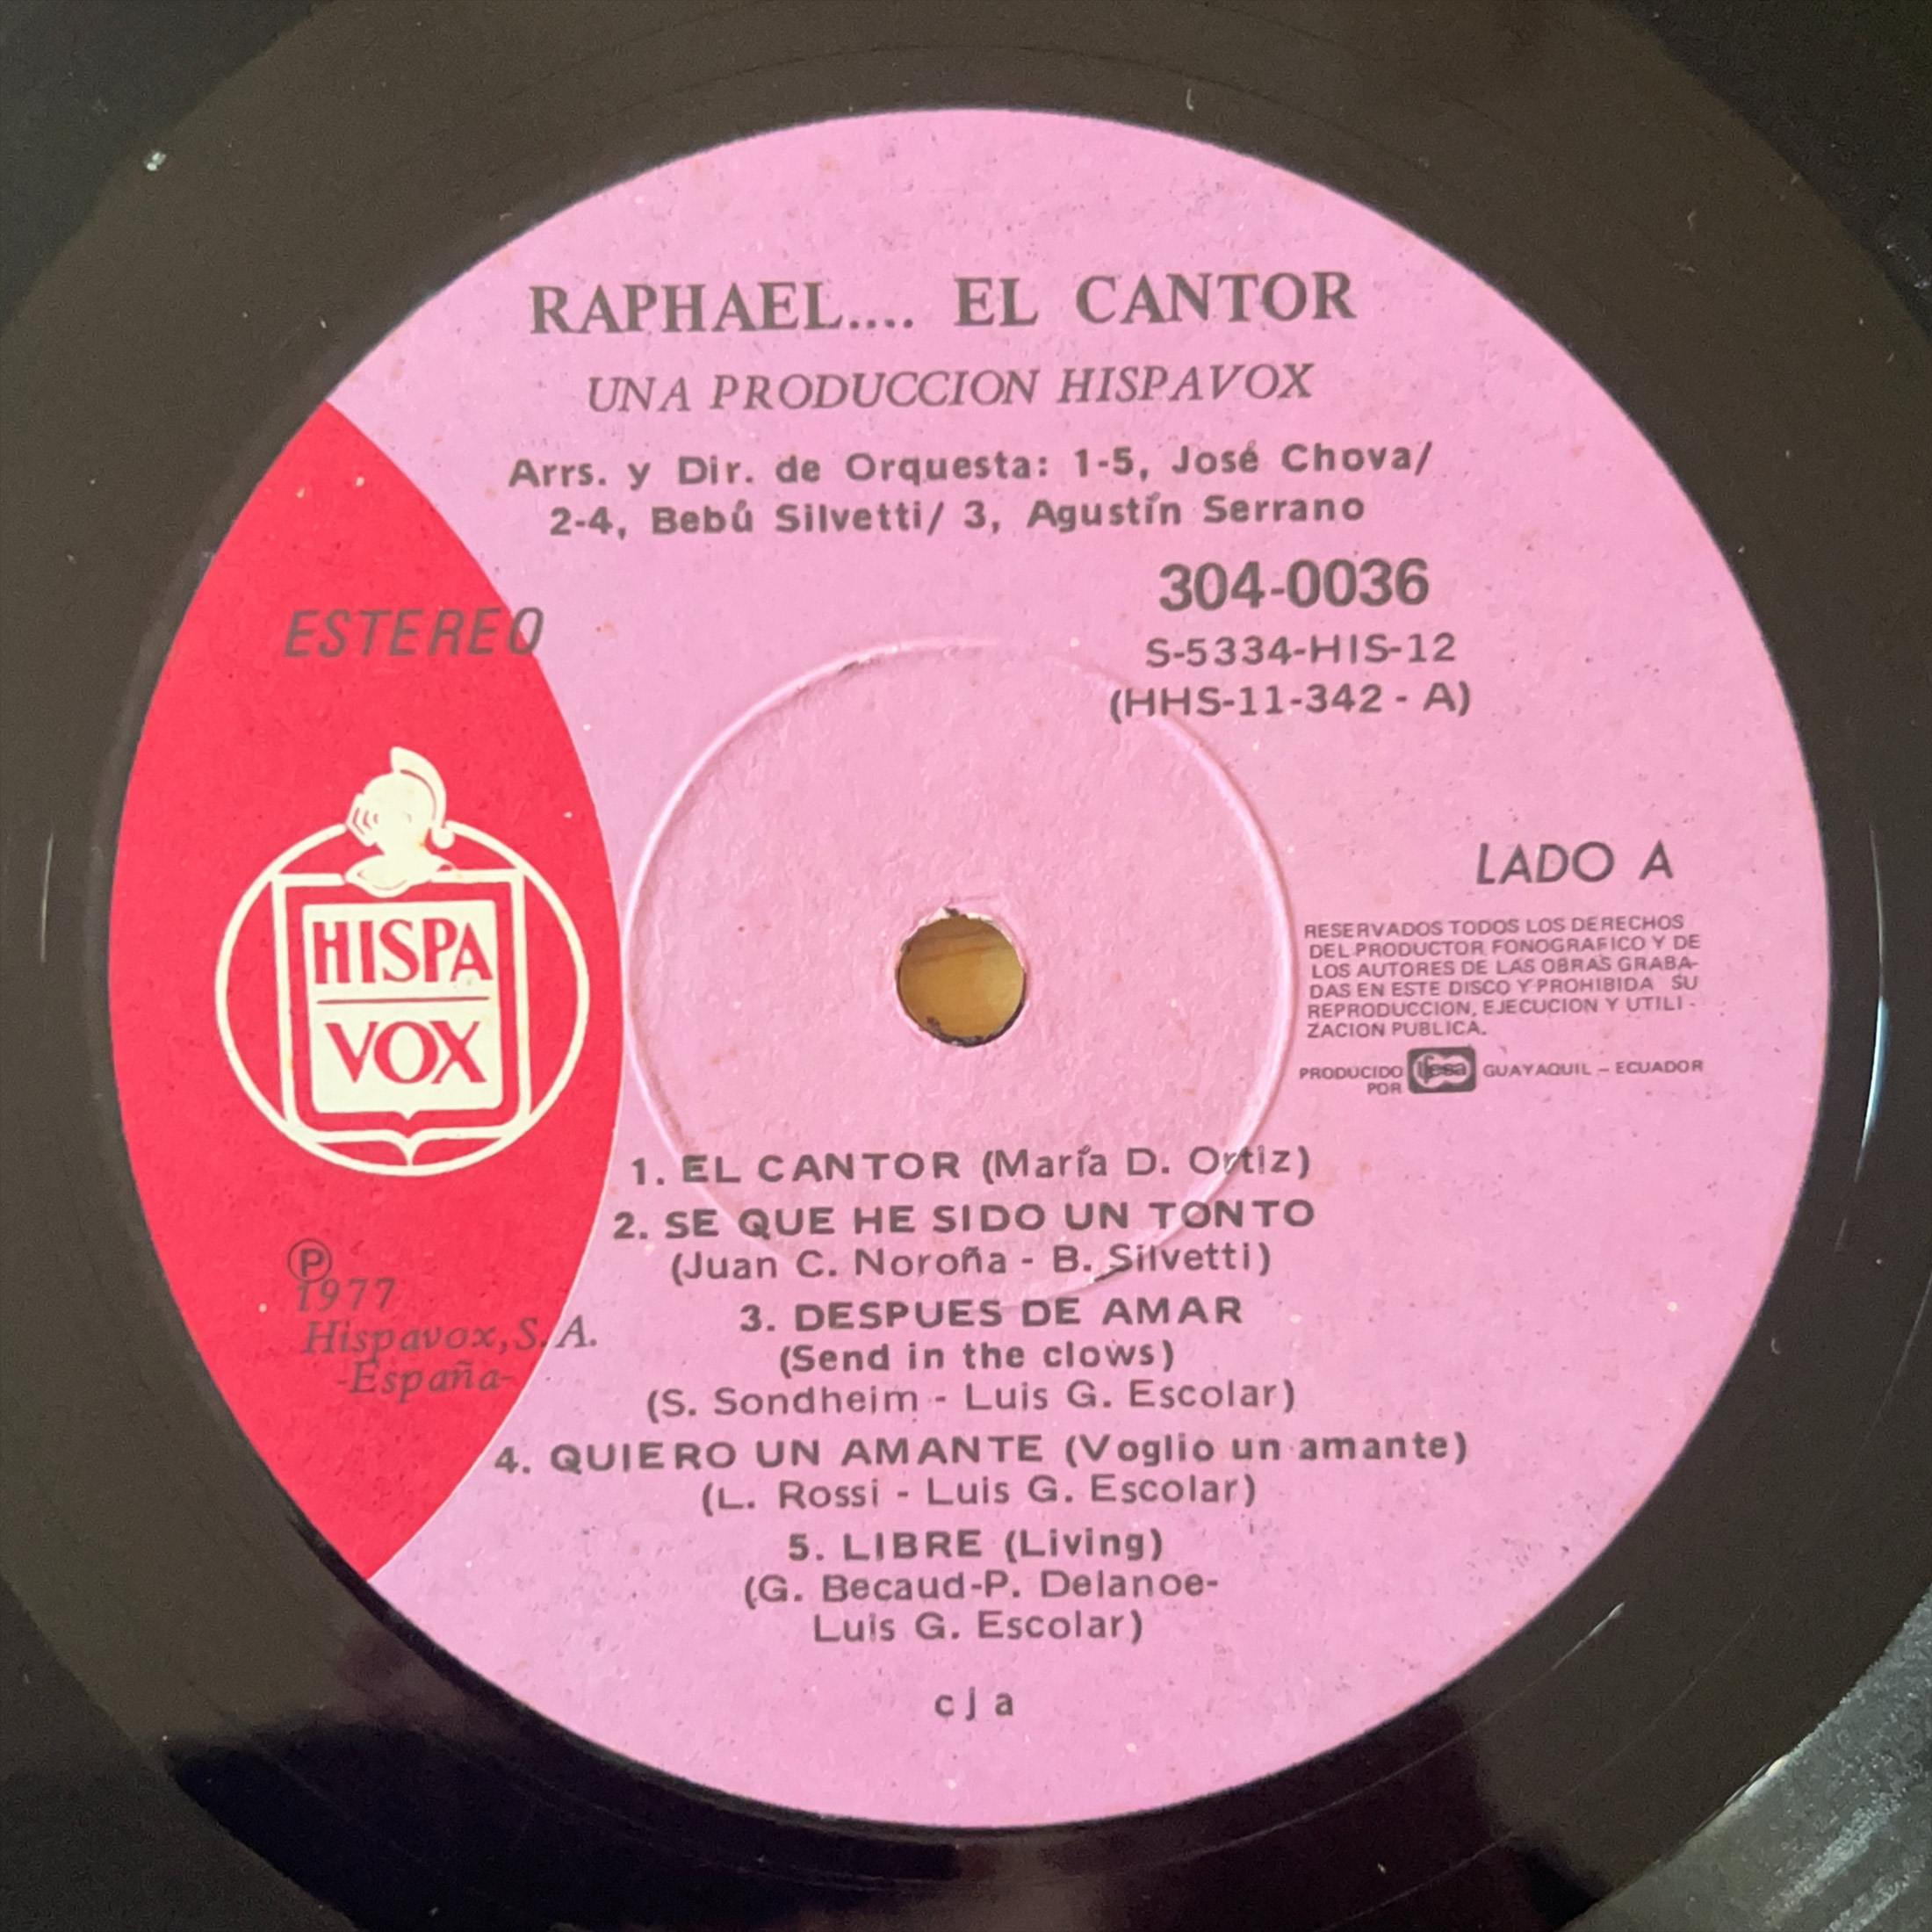 RAPHAEL.... EL CANTOR
UNA PRODUCCION HISPAVOX
Arrs. y Dir. de Orquesta: 1-5, José Chova/
2-4, Bebú Silvetti/ 3, Agustín Serrano
304-0036
S-5334-HIS-12
(HHS-11-342 - A)
ESTEREO
HISPA
VOX
LADO A
RESERVADOS TODOS LOS DERECHOS
DEL PRODUCTOR FONOGRAFICO Y DE
LOS AUTORES DE LAS OBRAS GRABA-
DAS EN ESTE DISCO Y PROHIBIDA SU
REPRODUCCION, EJECUCION Y UTILI-
ZACION PUBLICA.
PRODUCIDO POR ifesa GUAYAQUIL – ECUADOR
1. EL CANTOR (María D. Ortiz)
2. SE QUE HE SIDO UN TONTO
(Juan C. Noroña - B. Silvetti)
3. DESPUES DE AMAR
(Send in the clows)
(S. Sondheim - Luis G. Escolar)
4. QUIERO UN AMANTE (Voglio un amante)
(L. Rossi - Luis G. Escolar)
5. LIBRE (Living)
(G. Becaud-P. Delanoe-
Luis G. Escolar)
cja
Ⓟ
1977
Hispavox,S.A.
-España-